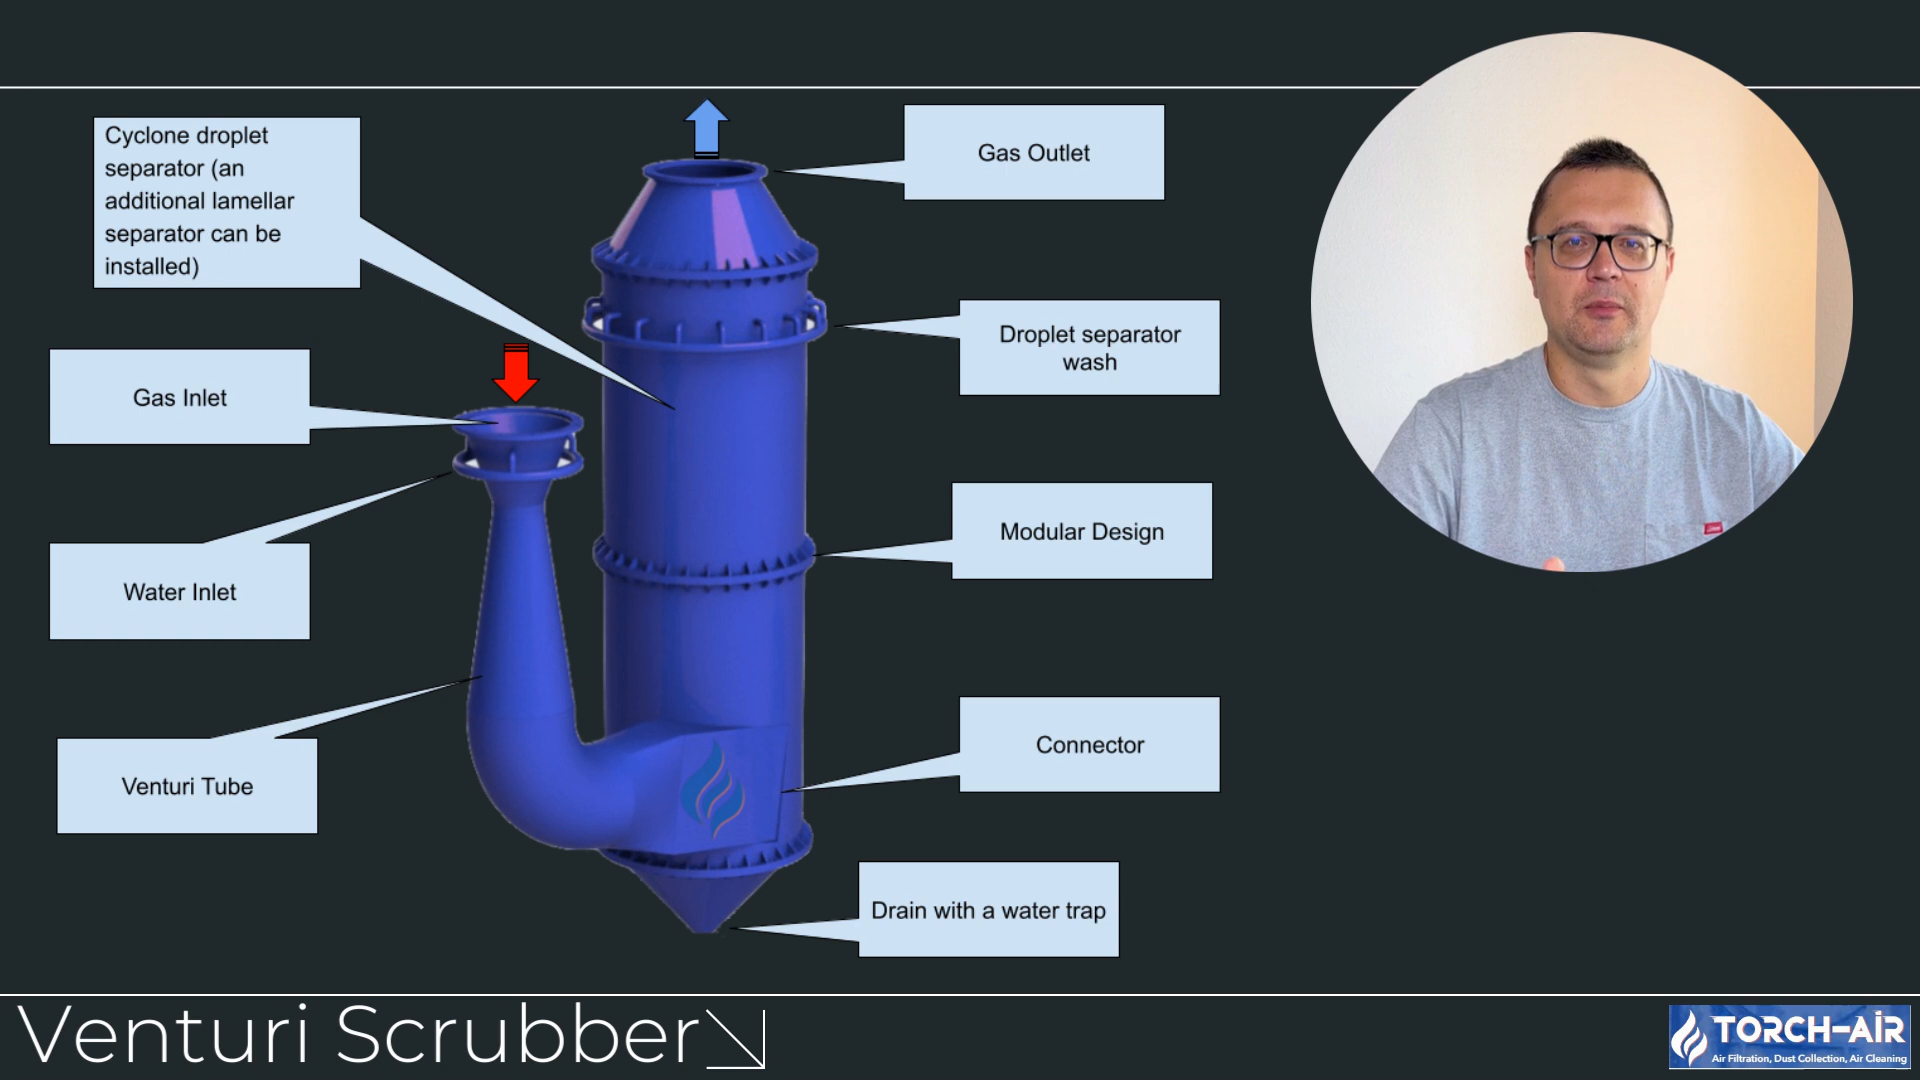 Cyclone droplet
separator (an
additional lamellar
separator can be
installed)
Gas Outlet
Droplet separator
wash
Gas Inlet
Modular Design
Water Inlet
Connector
Venturi Tube
Drain with a water trap
Venturi Scrubber
TORCH-AIR
Air Filtration, Dust Collection, Air Cleaning